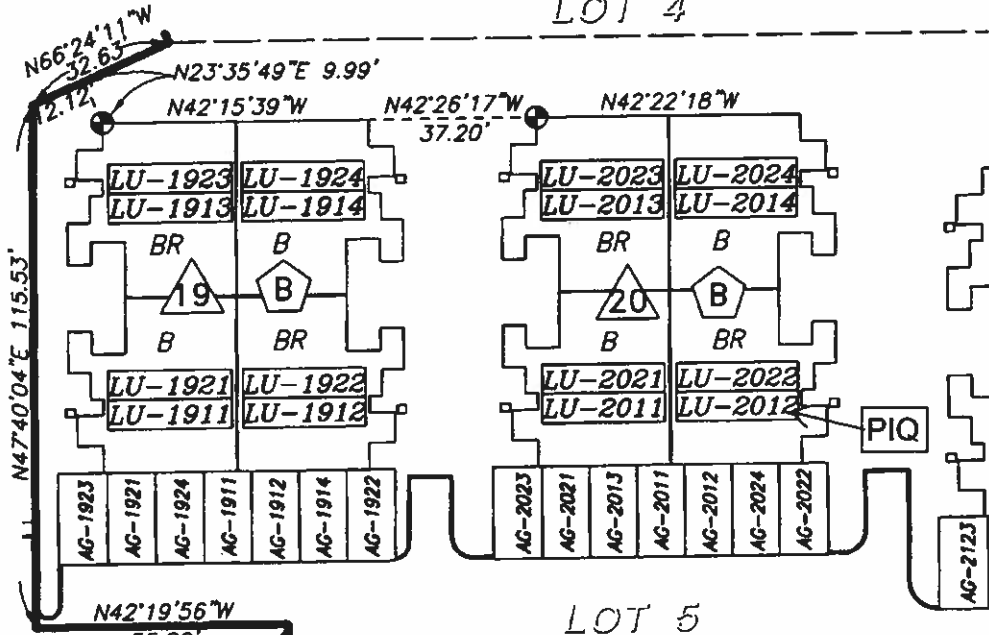 LOT 4
N66°24'11"W
32.63'
N23°35'49"E 9.99'
12.12'
N42°15'39"W
N42°26'17"W
37.20'
N42°22'18"W
LU-1923 LU-1924
LU-1913 LU-1914
LU-2023 LU-2024
LU-2013 LU-2014
BR B
BR B
19 B
20 B
B BR
B BR
N47°40'04"E 115.53'
LU-1921 LU-1922
LU-1911 LU-1912
LU-2021 LU-2022
LU-2011 LU-2012
PIQ
AG-1923 AG-1921 AG-1924 AG-1911 AG-1912 AG-1914 AG-1922
AG-2023 AG-2021 AG-2013 AG-2011 AG-2012 AG-2024 AG-2022
AG-2123
N42°19'56"W
LOT 5